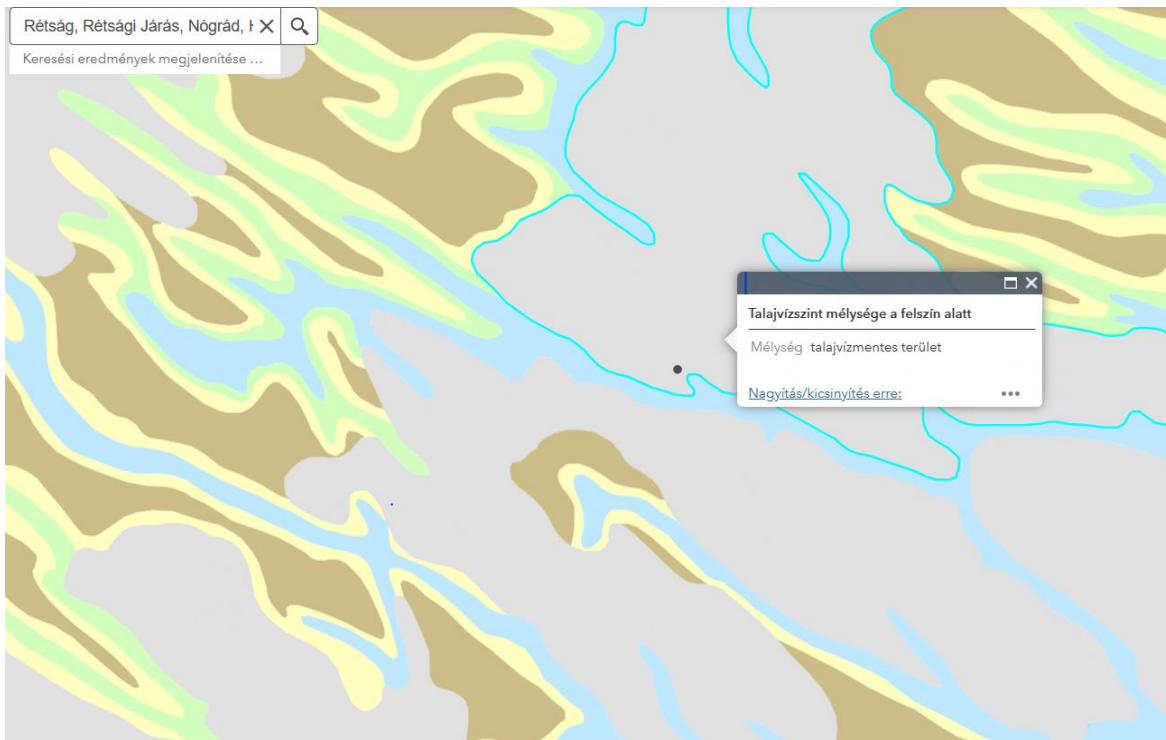 Rétság, Rétsági Járás, Nógrád, H
Keresési eredmények megjelenítése ...
Talajvízszint mélysége a felszín alatt
Mélység talajvízmentes terület
Nagyítás/kicsinyítés erre: